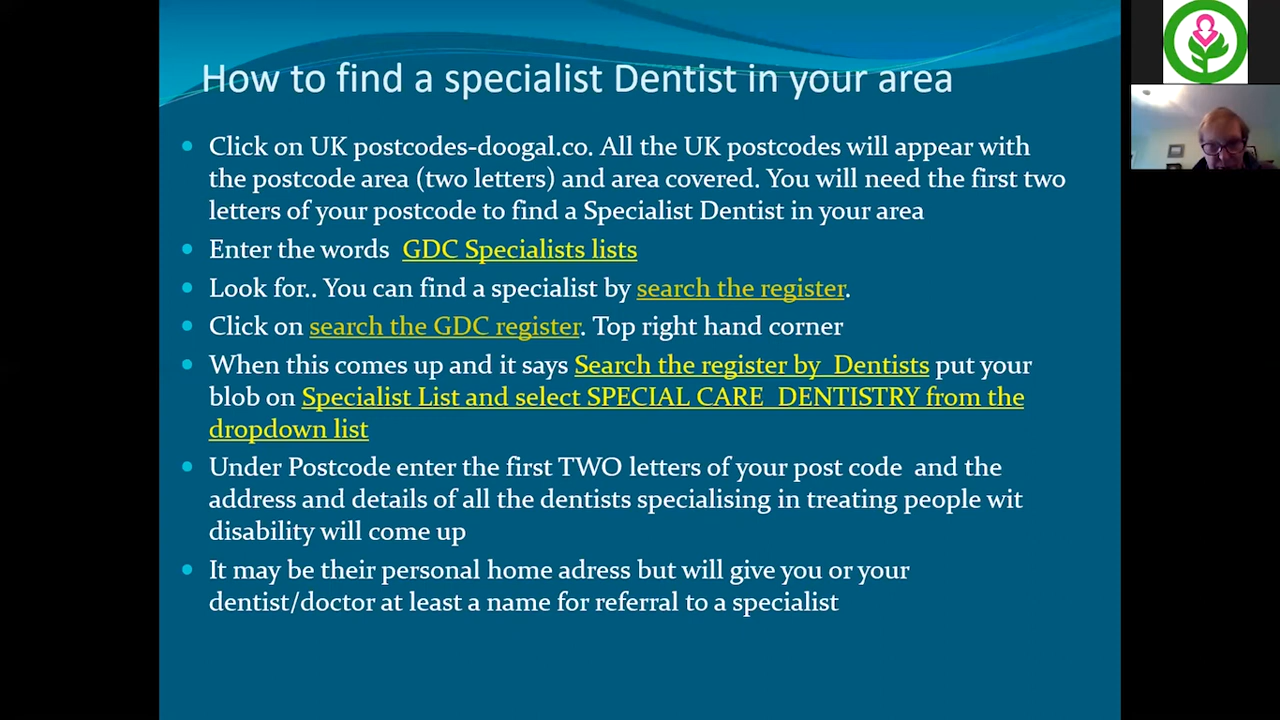 How to find a specialist Dentist in your area
Click on UK postcodes-doogal.co. All the UK postcodes will appear with
the postcode area (two letters) and area covered. You will need the first two
letters of your postcode to find a Specialist Dentist in your area
Enter the words GDC Specialists lists
Look for.. You can find a specialist by search the register.
Click on search the GDC register. Top right hand corner
When this comes up and it says Search the register by Dentists put your
blob on Specialist List and select SPECIAL CARE DENTISTRY from the
dropdown list
Under Postcode enter the first TWO letters of your post code and the
address and details of all the dentists specialising in treating people wit
disability will come up
It may be their personal home adress but will give you or your
dentist/doctor at least a name for referral to a specialist